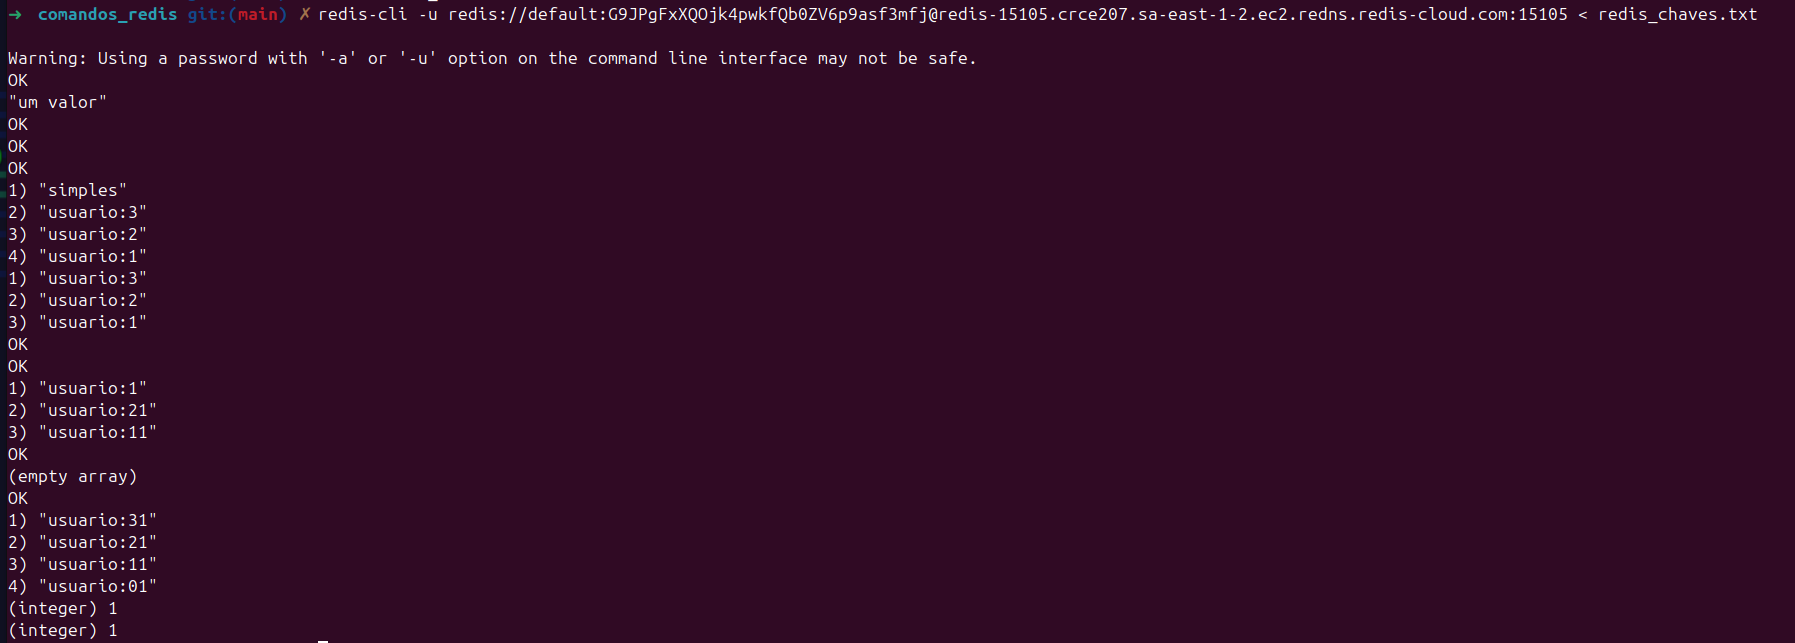 ➜ comandos_redis git:(main) ✗ redis-cli -u redis://default:G9JPgFxXQOjk4pwkfQb0ZV6p9asf3mfj@redis-15105.crce207.sa-east-1-2.ec2.redns.redis-cloud.com:15105 < redis_chaves.txt
Warning: Using a password with '-a' or '-u' option on the command line interface may not be safe.
OK
"um valor"
OK
OK
OK
1) "simples"
2) "usuario:3"
3) "usuario:2"
4) "usuario:1"
1) "usuario:3"
2) "usuario:2"
3) "usuario:1"
OK
OK
1) "usuario:1"
2) "usuario:21"
3) "usuario:11"
OK
(empty array)
OK
1) "usuario:31"
2) "usuario:21"
3) "usuario:11"
4) "usuario:01"
(integer) 1
(integer) 1